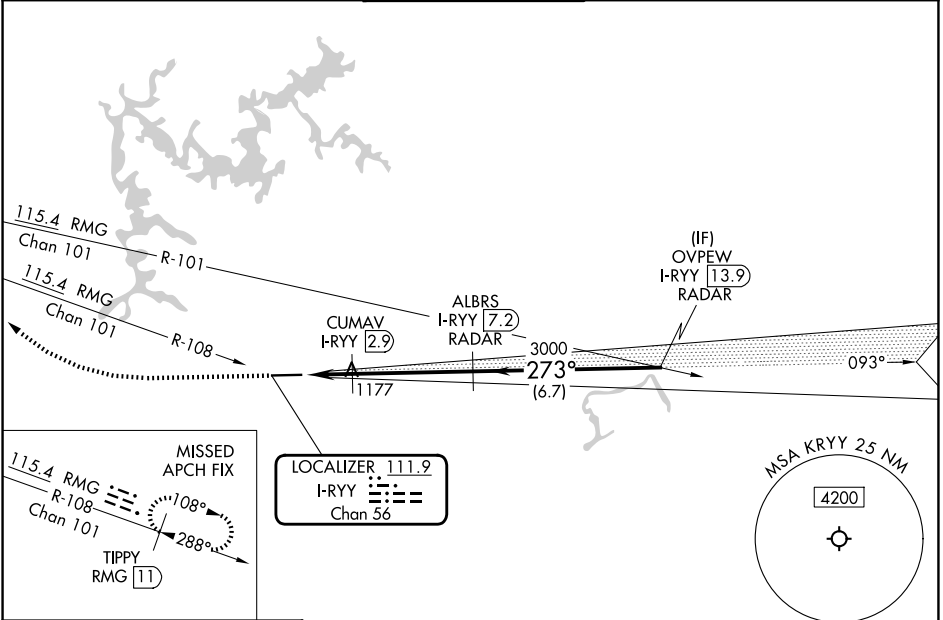 115.4 RMG
Chan 101
R-101
115.4 RMG
Chan 101
R-108
(IF)
OVPEW
I-RYY 13.9
RADAR
ALBRS
I-RYY 7.2
RADAR
CUMAV
I-RYY 2.9
1177
3000
273°
(6.7)
093°
LOCALIZER 111.9
I-RYY
Chan 56
MISSED
APCH FIX
115.4 RMG
R-108
Chan 101
108°
288°
TIPPY
RMG 11
MSA KRYY 25 NM
4200